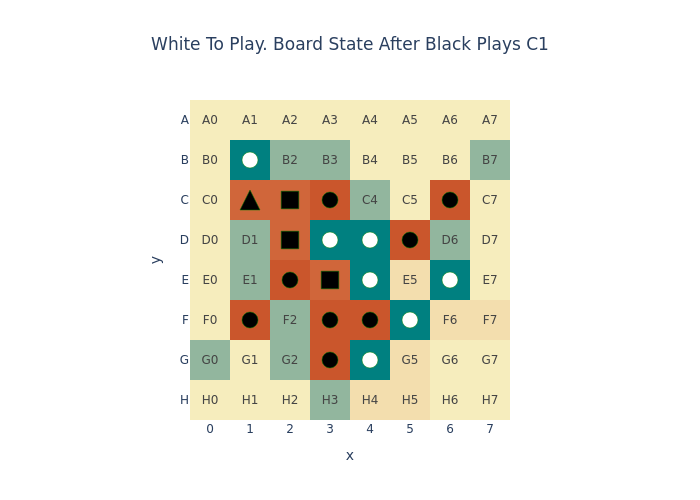 White To Play. Board State After Black Plays C1
A A0 A1 A2 A3 A4 A5 A6 A7
B B0 B2 B3 B4 B5 B6 B7
C C0 C4 C5 C7
D D0 D1 D6 D7
E E0 E1 E5 E7
F F0 F2 F6 F7
G G0 G1 G2 G5 G6 G7
H H0 H1 H2 H3 H4 H5 H6 H7
0 1 2 3 4 5 6 7
x
y